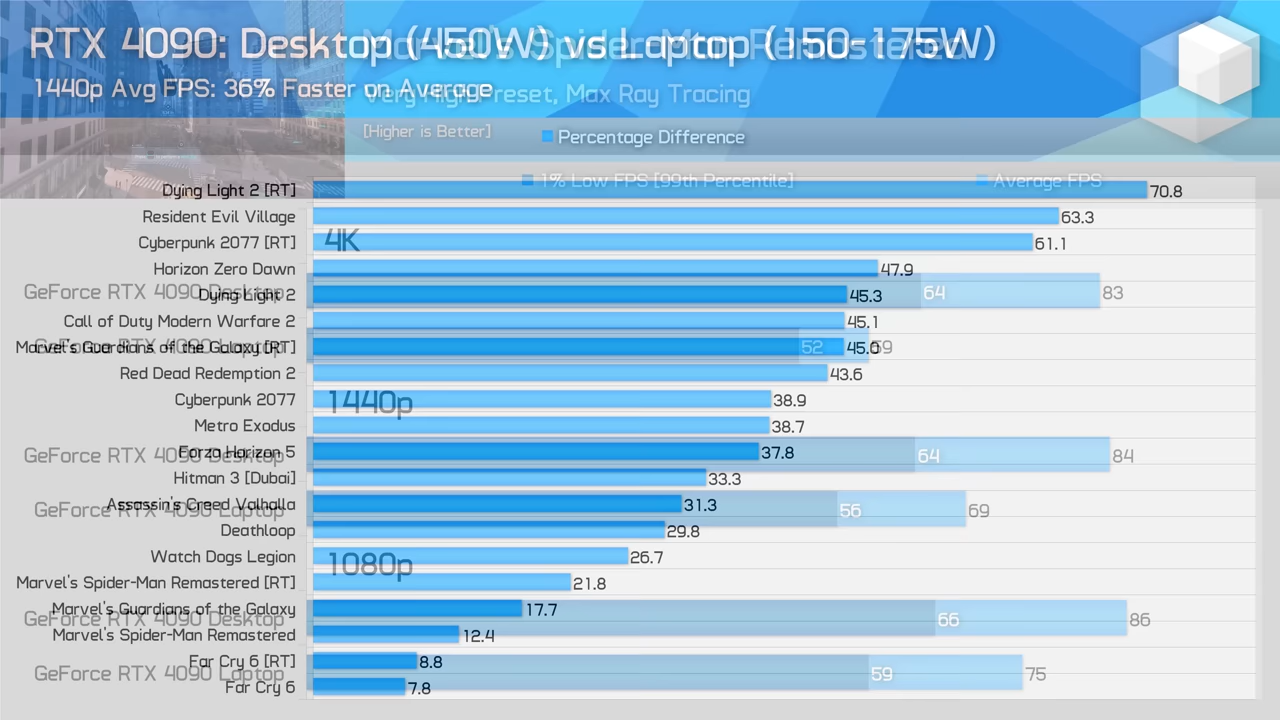 RTX 4090: Desktop (450W) vs Laptop (150-175W)
Marvel's Spider-Man Remastered
1440p Avg FPS: 36% Faster on Average
Very High Preset, Max Ray Tracing
[Higher is Better]
Percentage Difference
1% Low FPS [99th Percentile]
Average FPS
Dying Light 2 [RT] 70.8
Resident Evil Village 63.3
4K
Cyberpunk 2077 [RT] 61.1
Horizon Zero Dawn 47.9
GeForce RTX 4090 Desktop 64 83
Dying Light 2 45.3
Call of Duty Modern Warfare 2 45.1
Marvel's Guardians of the Galaxy [RT] 45.0
GeForce RTX 4090 Laptop 52 69
Red Dead Redemption 2 43.6
1440p
Cyberpunk 2077 38.9
Metro Exodus 38.7
Forza Horizon 5 37.8
GeForce RTX 4090 Desktop 64 84
Hitman 3 [Dubai] 33.3
Assassin's Creed Valhalla 31.3
GeForce RTX 4090 Laptop 56 69
Deathloop 29.8
Watch Dogs Legion 26.7
1080p
Marvel's Spider-Man Remastered [RT] 21.8
Marvel's Guardians of the Galaxy 17.7
GeForce RTX 4090 Desktop 66 86
Marvel's Spider-Man Remastered 12.4
Far Cry 6 [RT] 8.8
GeForce RTX 4090 Laptop 59 75
Far Cry 6 7.8